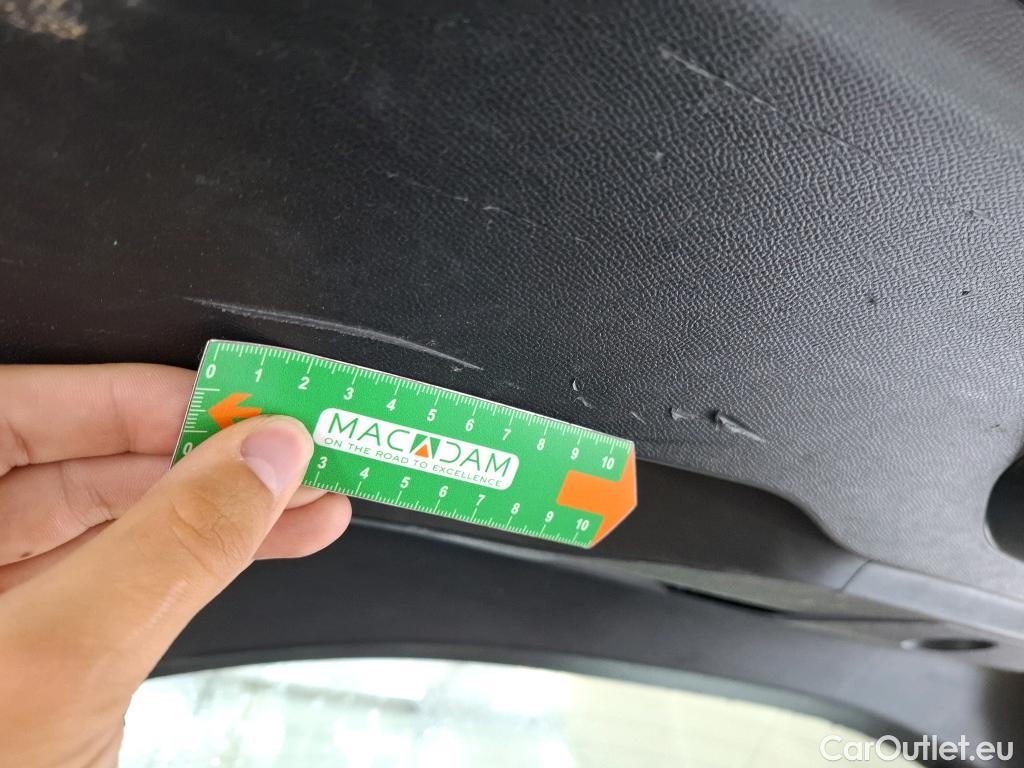 0 1 2 3 4 5 6 7 8 9 10
MACADAM
ON THE ROAD TO EXCELLENCE
0 3 4 5 6 7 8 9 10
CarOutlet.eu